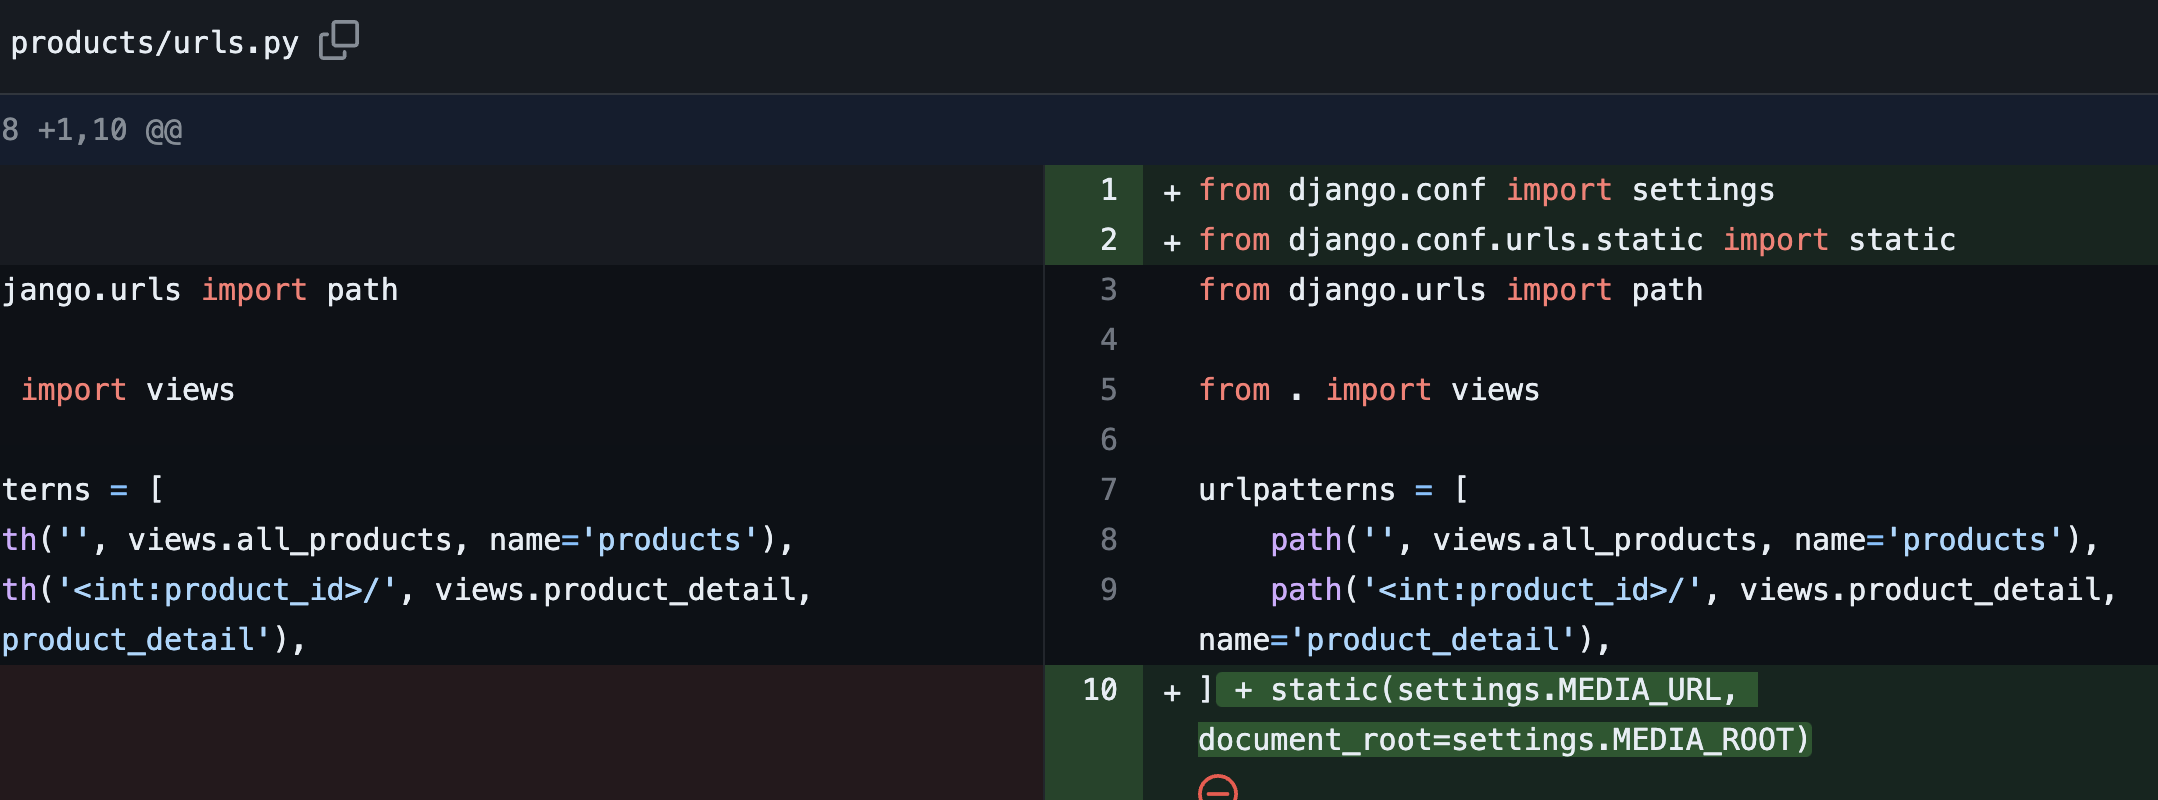 products/urls.py
8 +1,10 @@
1 + from django.conf import settings
2 + from django.conf.urls.static import static
jango.urls import path
3 from django.urls import path
4
import views
5 from . import views
6
terns = [
7 urlpatterns = [
th('', views.all_products, name='products'),
8 path('', views.all_products, name='products'),
th('<int:product_id>/', views.product_detail,
9 path('<int:product_id>/', views.product_detail,
product_detail'),
name='product_detail'),
10 + ] + static(settings.MEDIA_URL,
document_root=settings.MEDIA_ROOT)